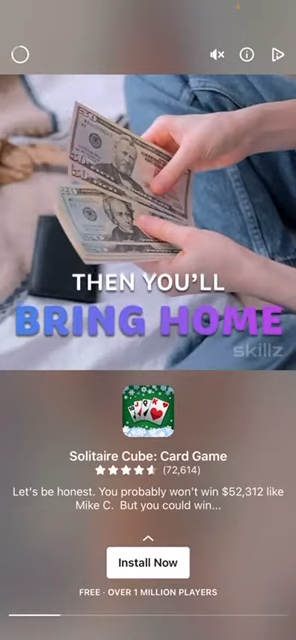 THEN YOU'LL
BRING HOME
skillz
Solitaire Cube: Card Game
(72,614)
Let's be honest. You probably won't win $52,312 like
Mike C.  But you could win...
Install Now
FREE · OVER 1 MILLION PLAYERS